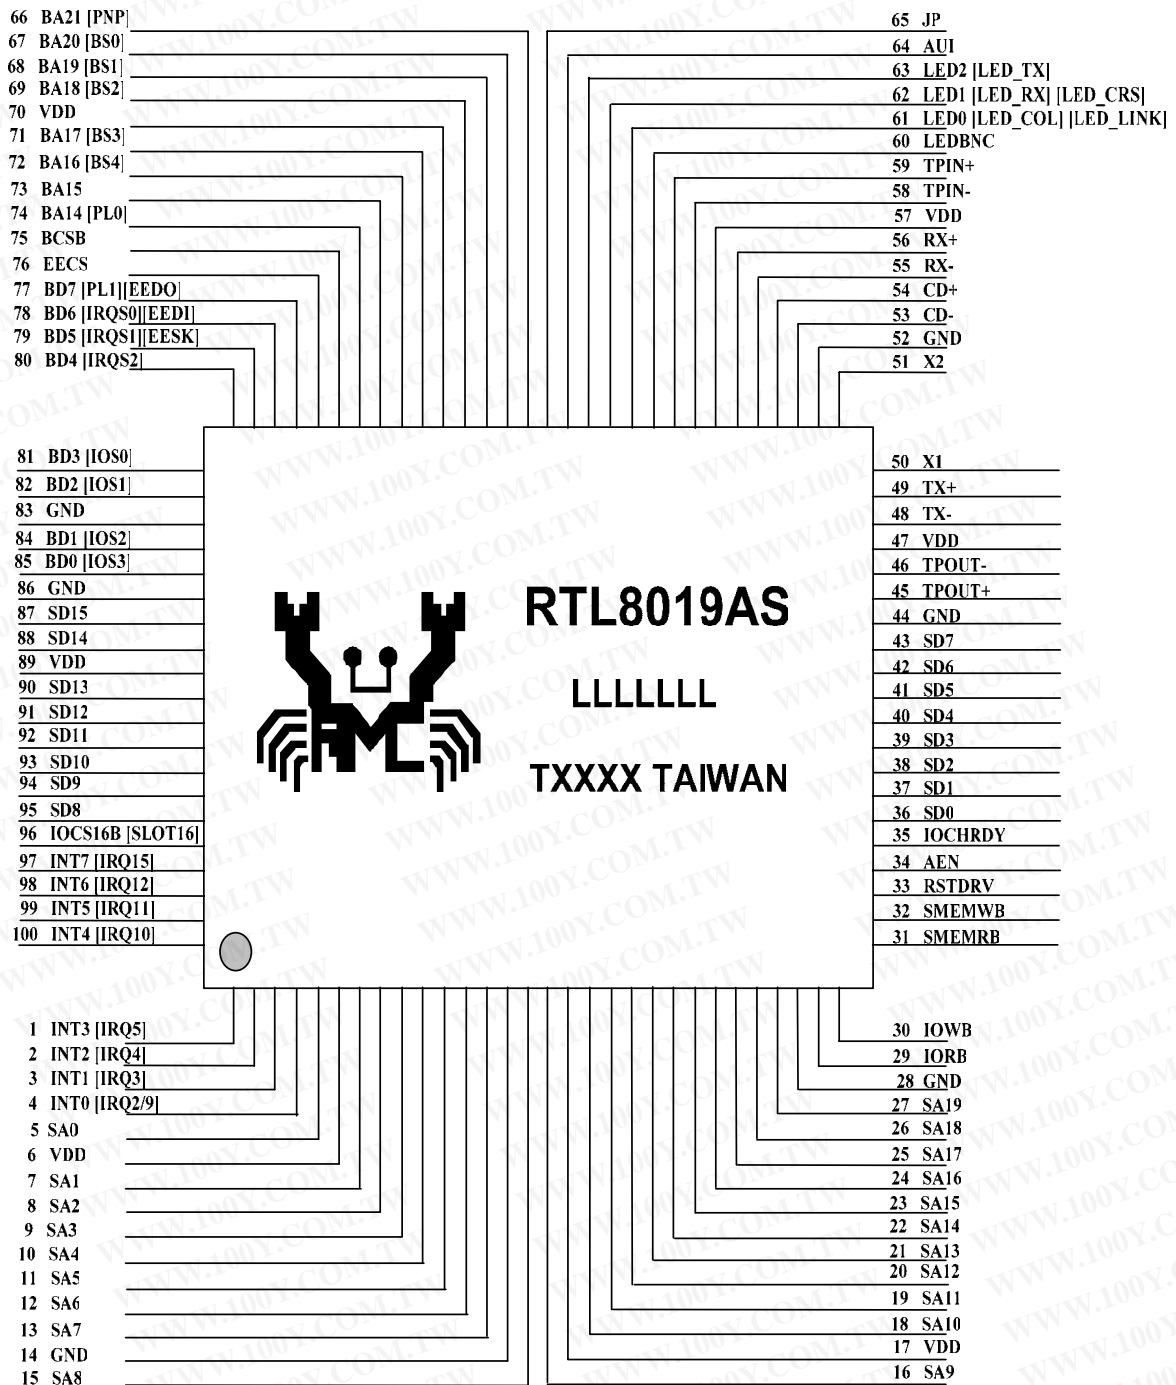 66 BA21 [PNP]
67 BA20 [BS0]
68 BA19 [BS1]
69 BA18 [BS2]
70 VDD
71 BA17 [BS3]
72 BA16 [BS4]
73 BA15
74 BA14 [PL0]
75 BCSB
76 EECS
77 BD7 [PL1][EEDO]
78 BD6 [IRQS0][EEDI]
79 BD5 [IRQS1][EESK]
80 BD4 [IRQS2]
65 JP
64 AUI
63 LED2 [LED_TX]
62 LED1 [LED_RX] [LED_CRS]
61 LED0 [LED_COL] [LED_LINK]
60 LEDBNC
59 TPIN+
58 TPIN-
57 VDD
56 RX+
55 RX-
54 CD+
53 CD-
52 GND
51 X2
81 BD3 [IOS0]
82 BD2 [IOS1]
83 GND
84 BD1 [IOS2]
85 BD0 [IOS3]
86 GND
87 SD15
88 SD14
89 VDD
90 SD13
91 SD12
92 SD11
93 SD10
94 SD9
95 SD8
96 IOCS16B [SLOT16]
97 INT7 [IRQ15]
98 INT6 [IRQ12]
99 INT5 [IRQ11]
100 INT4 [IRQ10]
AMC
RTL8019AS
LLLLLLL
TXXXX TAIWAN
50 X1
49 TX+
48 TX-
47 VDD
46 TPOUT-
45 TPOUT+
44 GND
43 SD7
42 SD6
41 SD5
40 SD4
39 SD3
38 SD2
37 SD1
36 SD0
35 IOCHRDY
34 AEN
33 RSTDRV
32 SMEMWB
31 SMEMRB
1 INT3 [IRQ5]
2 INT2 [IRQ4]
3 INT1 [IRQ3]
4 INT0 [IRQ2/9]
5 SA0
6 VDD
7 SA1
8 SA2
9 SA3
10 SA4
11 SA5
12 SA6
13 SA7
14 GND
15 SA8
30 IOWB
29 IORB
28 GND
27 SA19
26 SA18
25 SA17
24 SA16
23 SA15
22 SA14
21 SA13
20 SA12
19 SA11
18 SA10
17 VDD
16 SA9
WWW.100Y.COM.TW